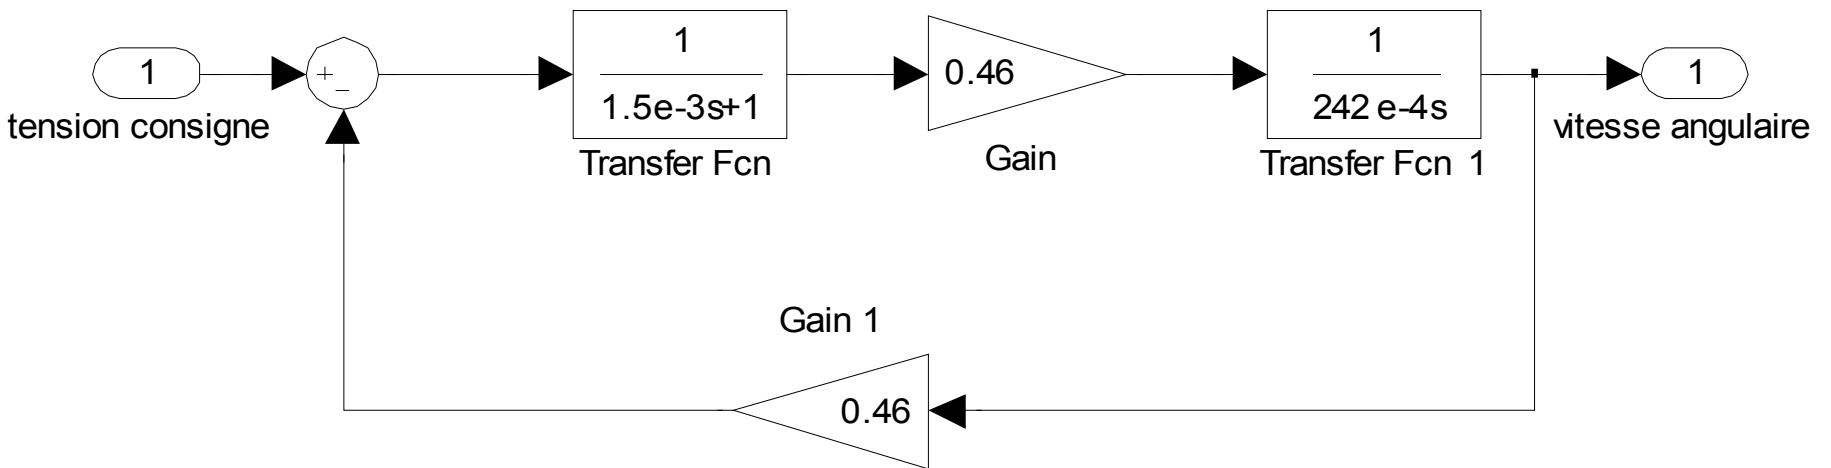 1
tension consigne
+
−
1
1.5e-3s+1
Transfer Fcn
0.46
Gain
1
242 e-4s
Transfer Fcn 1
1
vitesse angulaire
Gain 1
0.46